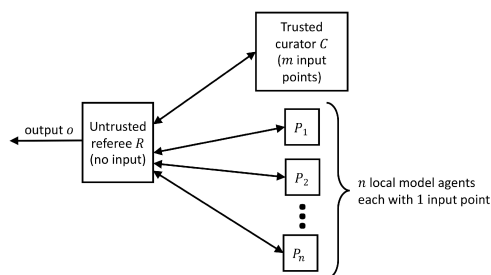 Trusted
curator C
(m input
points)
output o
Untrusted
referee R
(no input)
P₁
P₂
n local model agents
each with 1 input point
Pₙ